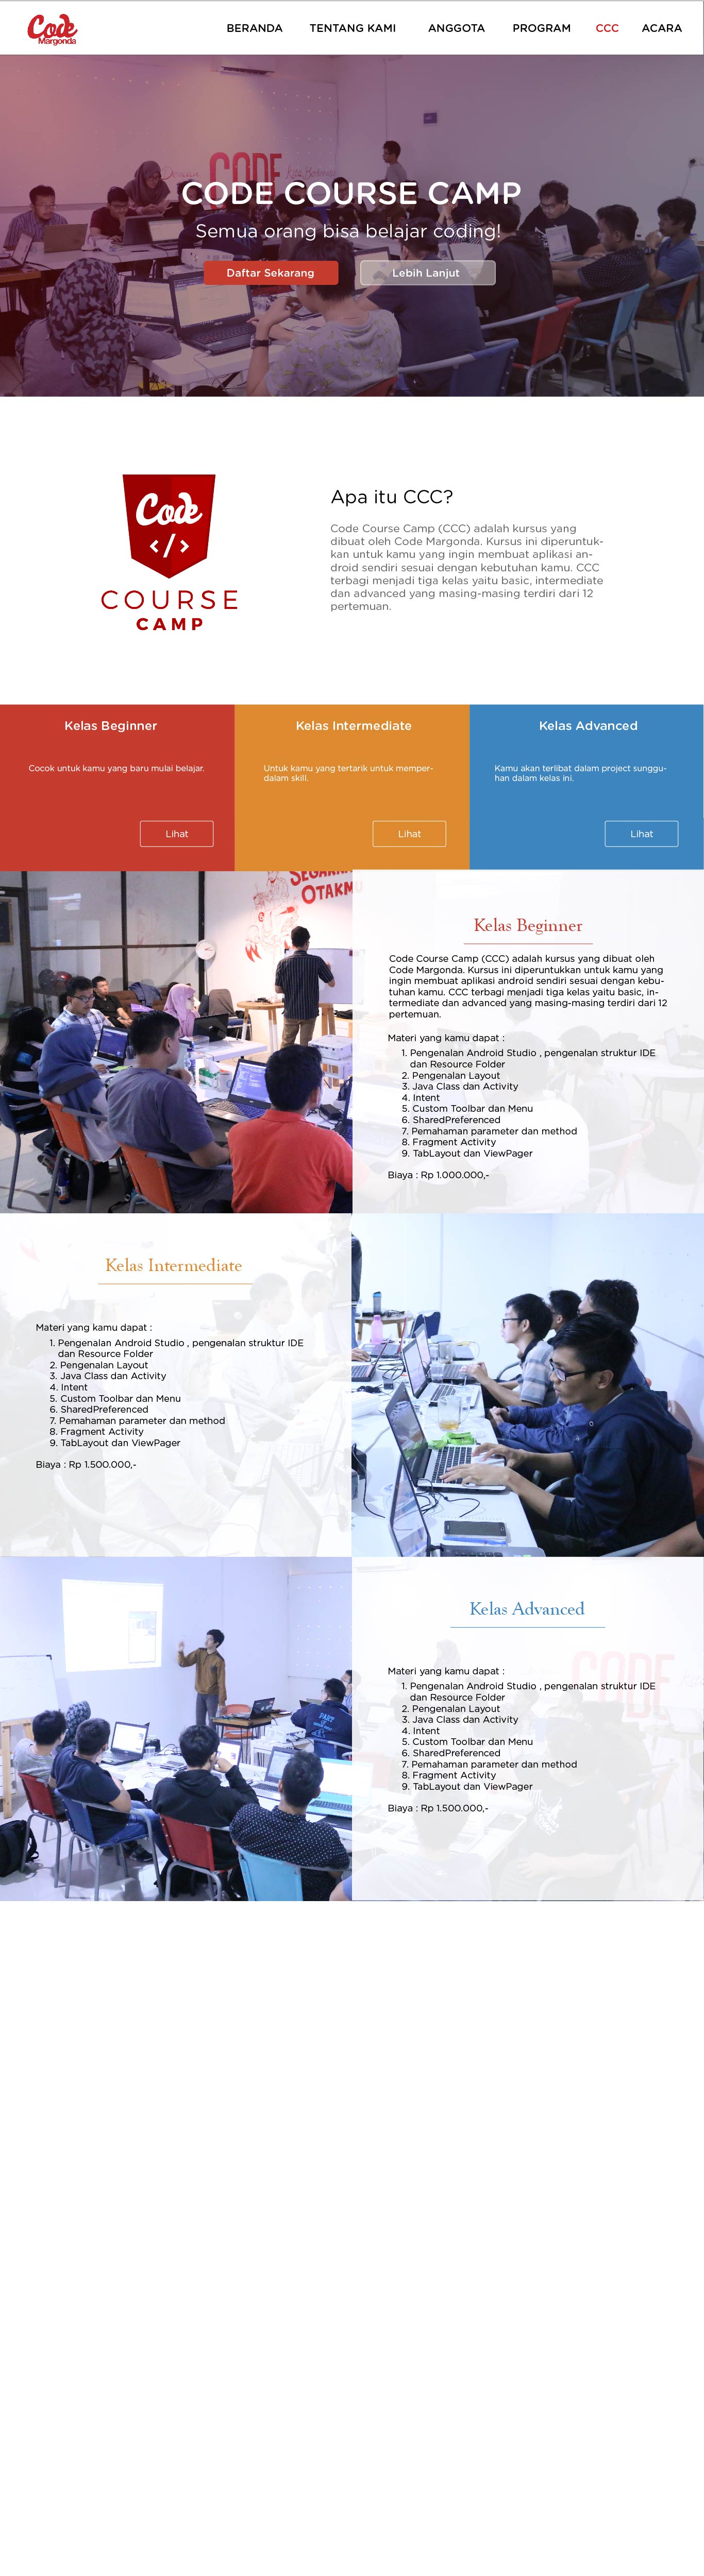 Code
Margonda
BERANDA TENTANG KAMI ANGGOTA PROGRAM CCC ACARA
CODE
CODE COURSE CAMP
Semua orang bisa belajar coding!
Daftar Sekarang Lebih Lanjut
Code
</>
COURSE
CAMP
Apa itu CCC?
Code Course Camp (CCC) adalah kursus yang
dibuat oleh Code Margonda. Kursus ini diperuntuk-
kan untuk kamu yang ingin membuat aplikasi an-
droid sendiri sesuai dengan kebutuhan kamu. CCC
terbagi menjadi tiga kelas yaitu basic, intermediate
dan advanced yang masing-masing terdiri dari 12
pertemuan.
Kelas Beginner
Cocok untuk kamu yang baru mulai belajar.
Lihat
Kelas Intermediate
Untuk kamu yang tertarik untuk memper-
dalam skill.
Lihat
Kelas Advanced
Kamu akan terlibat dalam project sunggu-
han dalam kelas ini.
Lihat
OTAKMU
Kelas Beginner
Code Course Camp (CCC) adalah kursus yang dibuat oleh
Code Margonda. Kursus ini diperuntukkan untuk kamu yang
ingin membuat aplikasi android sendiri sesuai dengan kebu-
tuhan kamu. CCC terbagi menjadi tiga kelas yaitu basic, in-
termediate dan advanced yang masing-masing terdiri dari 12
pertemuan.
Materi yang kamu dapat :
1. Pengenalan Android Studio , pengenalan struktur IDE
dan Resource Folder
2. Pengenalan Layout
3. Java Class dan Activity
4. Intent
5. Custom Toolbar dan Menu
6. SharedPreferenced
7. Pemahaman parameter dan method
8. Fragment Activity
9. TabLayout dan ViewPager
Biaya : Rp 1.000.000,-
Kelas Intermediate
Materi yang kamu dapat :
1. Pengenalan Android Studio , pengenalan struktur IDE
dan Resource Folder
2. Pengenalan Layout
3. Java Class dan Activity
4. Intent
5. Custom Toolbar dan Menu
6. SharedPreferenced
7. Pemahaman parameter dan method
8. Fragment Activity
9. TabLayout dan ViewPager
Biaya : Rp 1.500.000,-
Kelas Advanced
CODE
Materi yang kamu dapat :
1. Pengenalan Android Studio , pengenalan struktur IDE
dan Resource Folder
2. Pengenalan Layout
3. Java Class dan Activity
4. Intent
5. Custom Toolbar dan Menu
6. SharedPreferenced
7. Pemahaman parameter dan method
8. Fragment Activity
9. TabLayout dan ViewPager
Biaya : Rp 1.500.000,-